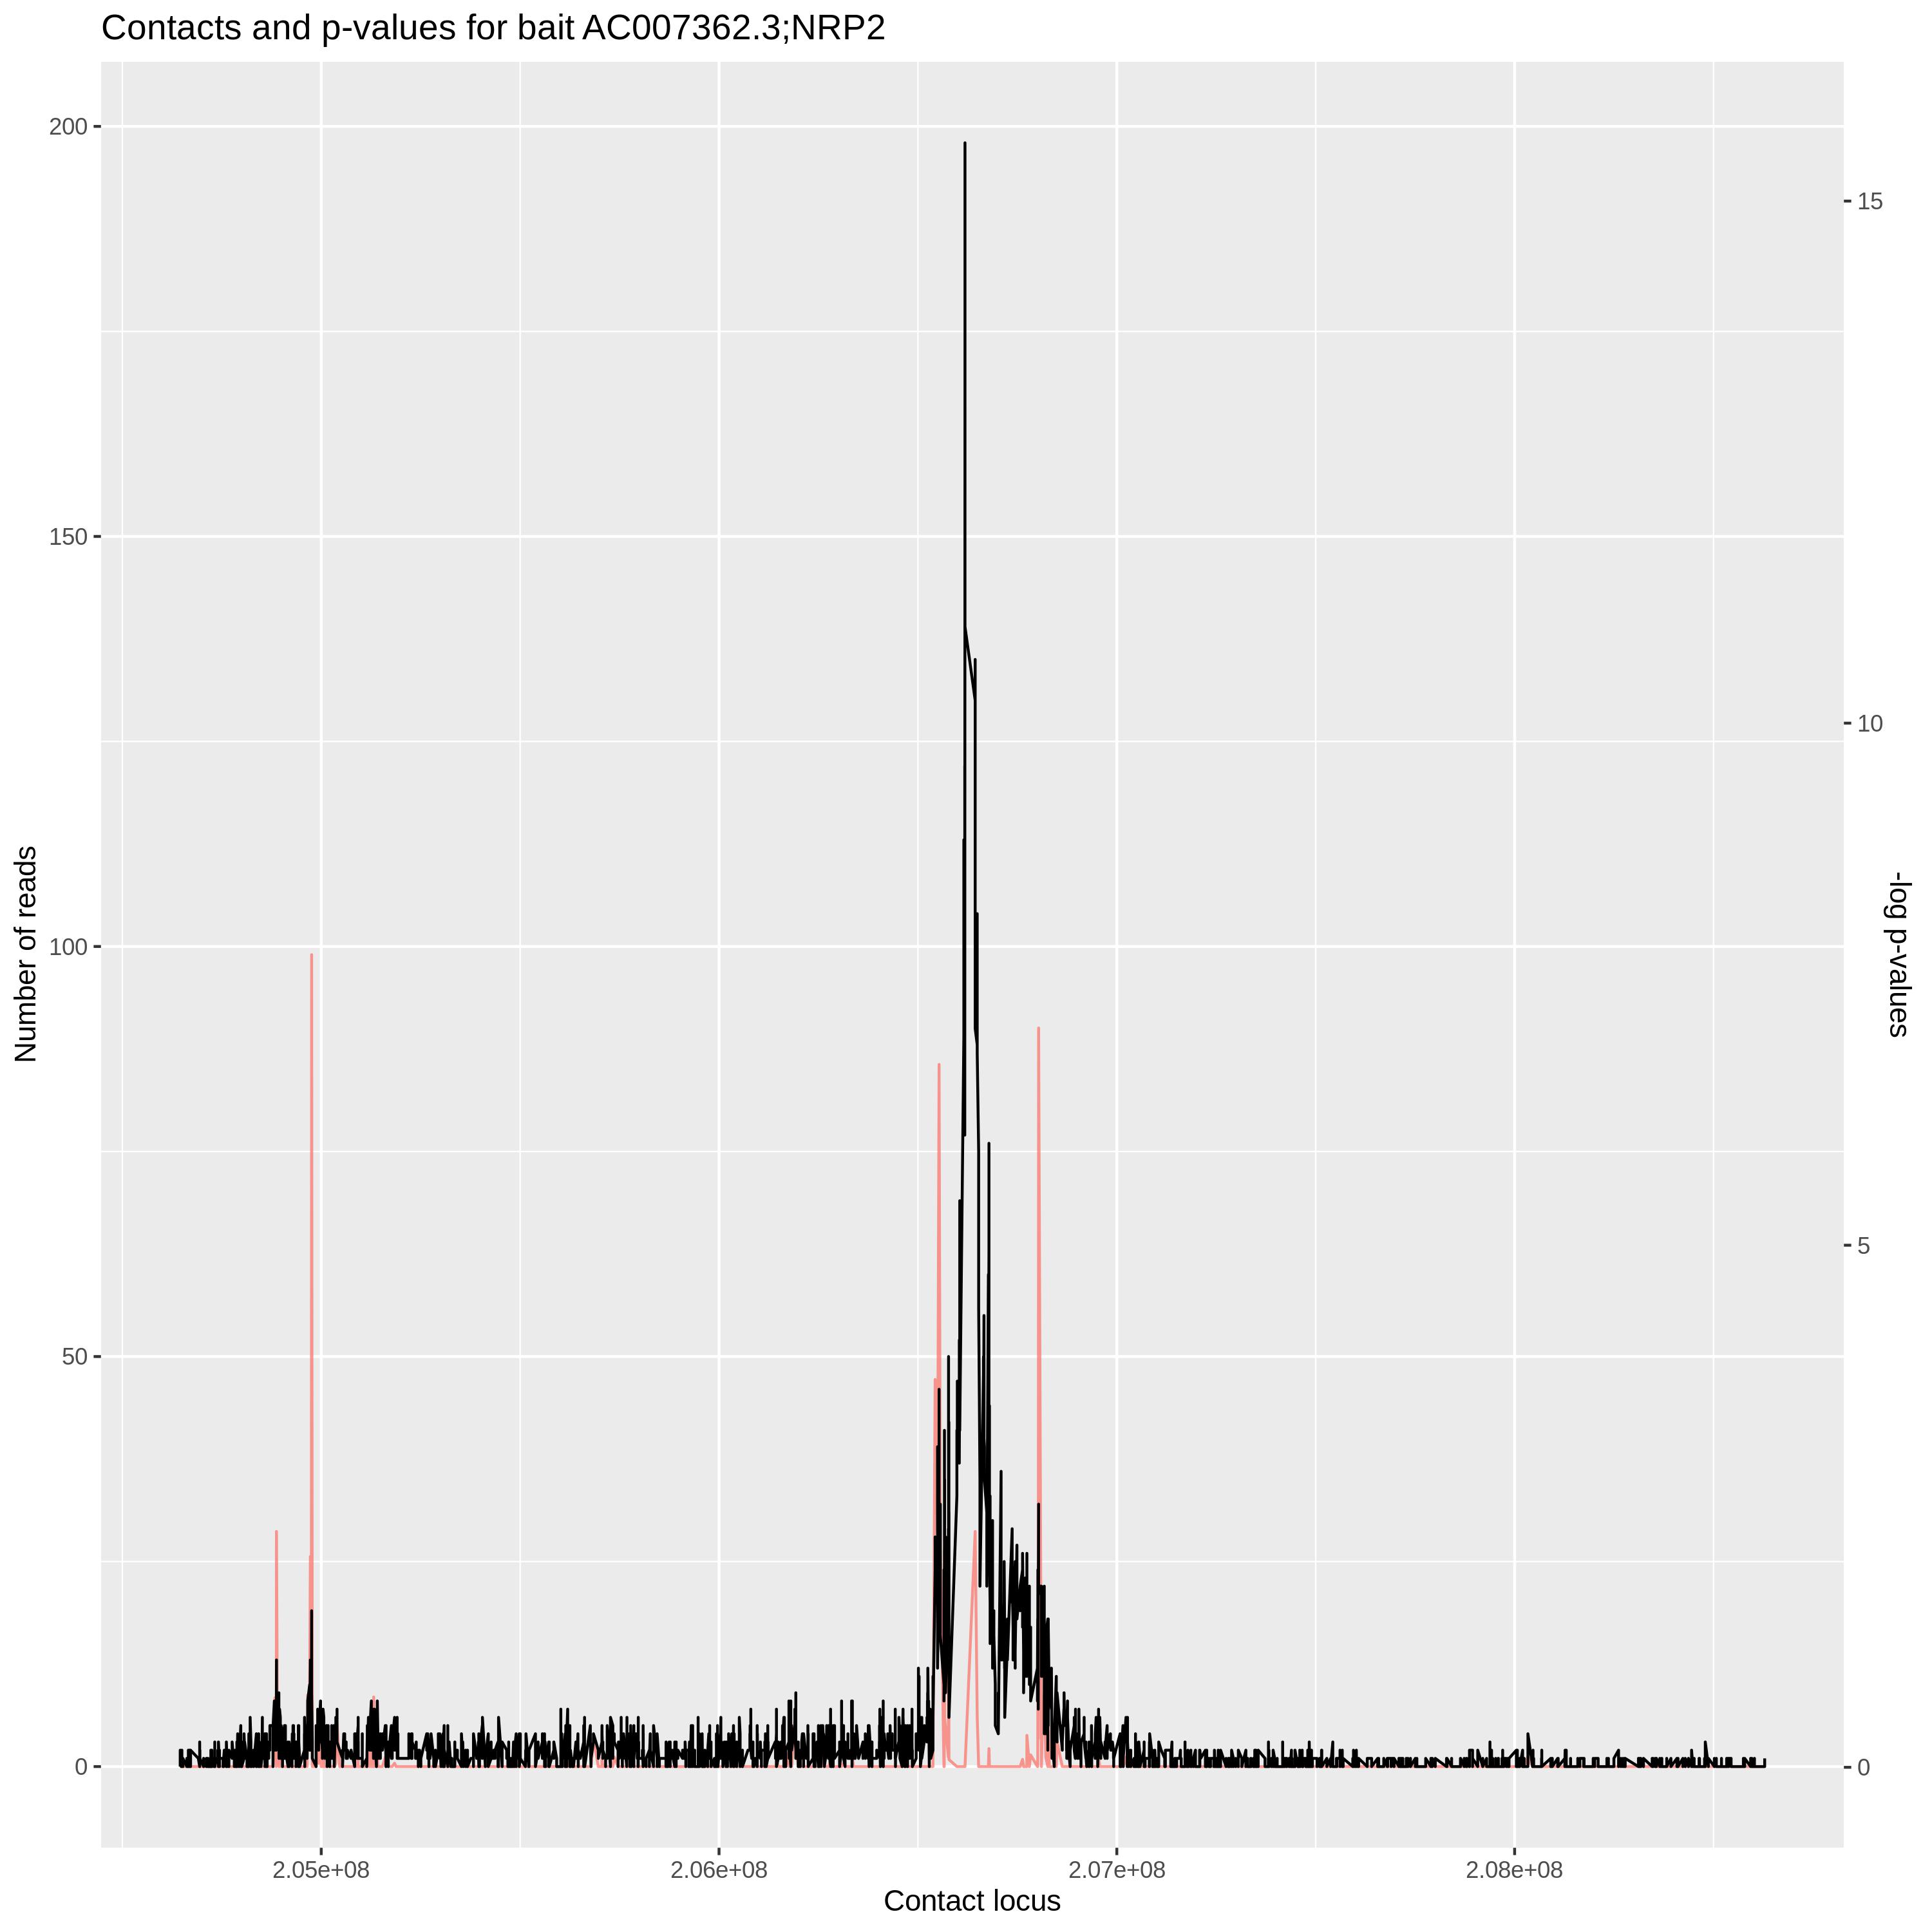 Contacts and p-values for bait AC007362.3;NRP2
200
150
100
50
0
Number of reads
15
10
5
0
-log p-values
2.05e+08
2.06e+08
2.07e+08
2.08e+08
Contact locus